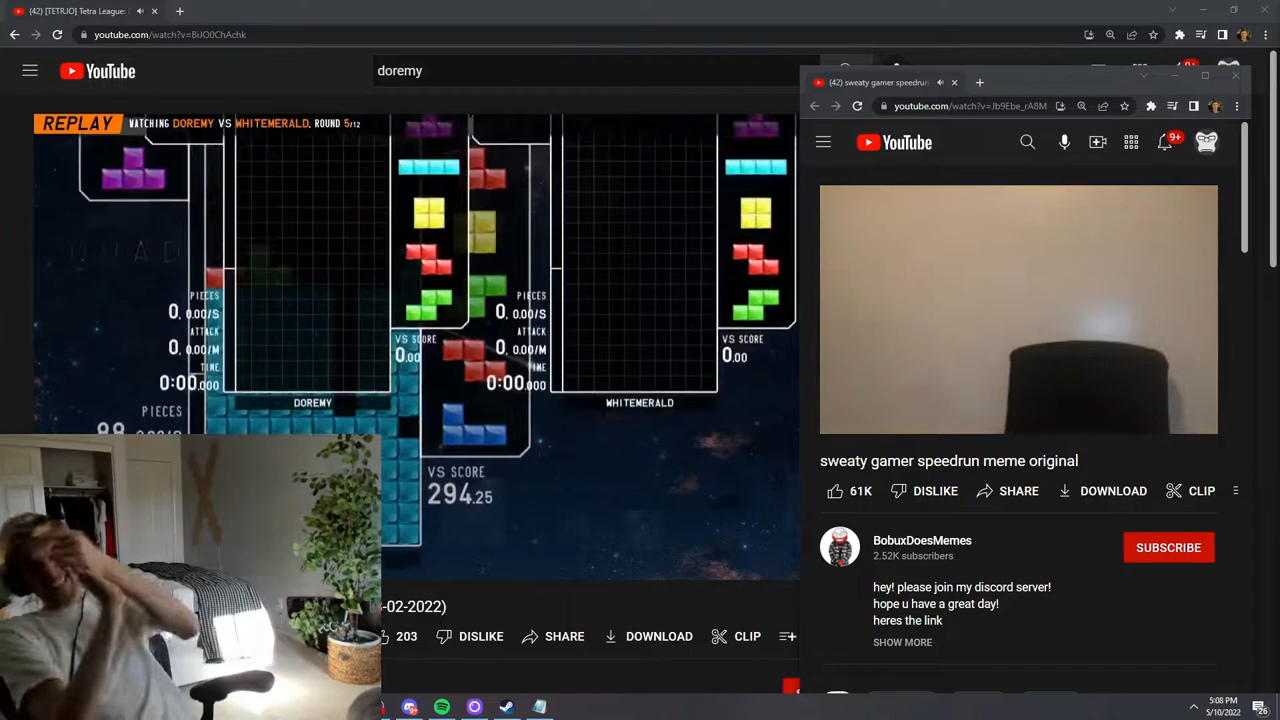 (42) [TETR.IO] Tetra League:
youtube.com/watch?v=BiJO0ChAchk
YouTube
doremy
REPLAY WATCHING DOREMY VS WHITEMERALD, ROUND 5/12
PIECES
0, 0.00/S
ATTACK
0, 0.00/M
TIME
0:00.000
VS SCORE
0.00
DOREMY
PIECES
0, 0.00/S
ATTACK
0, 0.00/M
TIME
0:00.000
VS SCORE
0.00
WHITEMERALD
PIECES
VS SCORE
294.25
-02-2022)
203 DISLIKE SHARE DOWNLOAD CLIP
(42) sweaty gamer speedrun
youtube.com/watch?v=Jb9Ebe_rA8M
YouTube
9+
sweaty gamer speedrun meme original
61K DISLIKE SHARE DOWNLOAD CLIP
BobuxDoesMemes
2.52K subscribers
SUBSCRIBE
hey! please join my discord server!
hope u have a great day!
heres the link
SHOW MORE
5:08 PM
5/10/2022
26